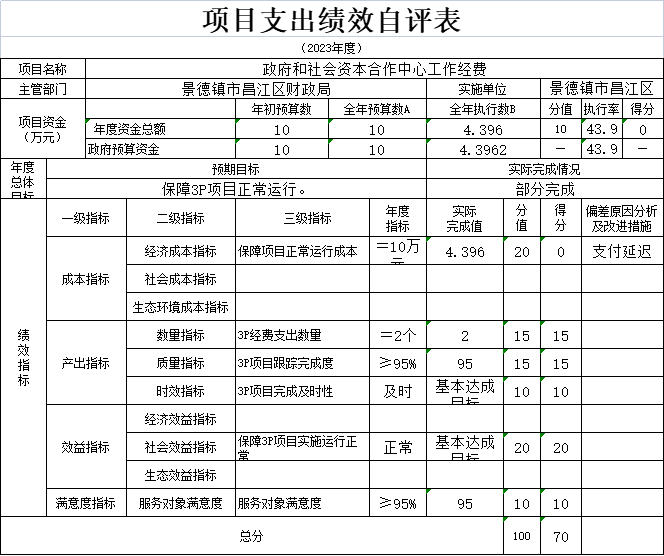 项目支出绩效自评表
（2023年度）
项目名称 政府和社会资本合作中心工作经费
主管部门 景德镇市昌江区财政局 实施单位 景德镇市昌江区
项目资金（万元） 年初预算数 全年预算数A 全年执行数B 分值 执行率 得分
年度资金总额 10 10 4.396 10 43.9 0
政府预算资金 10 10 4.3962 — 43.9 —
年度总体目标 预期目标 实际完成情况
保障3P项目正常运行。 部分完成
绩效指标 一级指标 二级指标 三级指标 年度指标 实际完成值 分值 得分 偏差原因分析及改进措施
成本指标 经济成本指标 保障项目正常运行成本 ＝10万元 4.396 20 0 支付延迟
社会成本指标
生态环境成本指标
产出指标 数量指标 3P经费支出数量 ＝2个 2 15 15
质量指标 3P项目跟踪完成度 ≥95% 95 15 15
时效指标 3P项目完成及时性 及时 基本达成目标 10 10
效益指标 经济效益指标
社会效益指标 保障3P项目实施运行正常 正常 基本达成目标 20 20
生态效益指标
满意度指标 服务对象满意度 服务对象满意度 ≥95% 95 10 10
总分 100 70